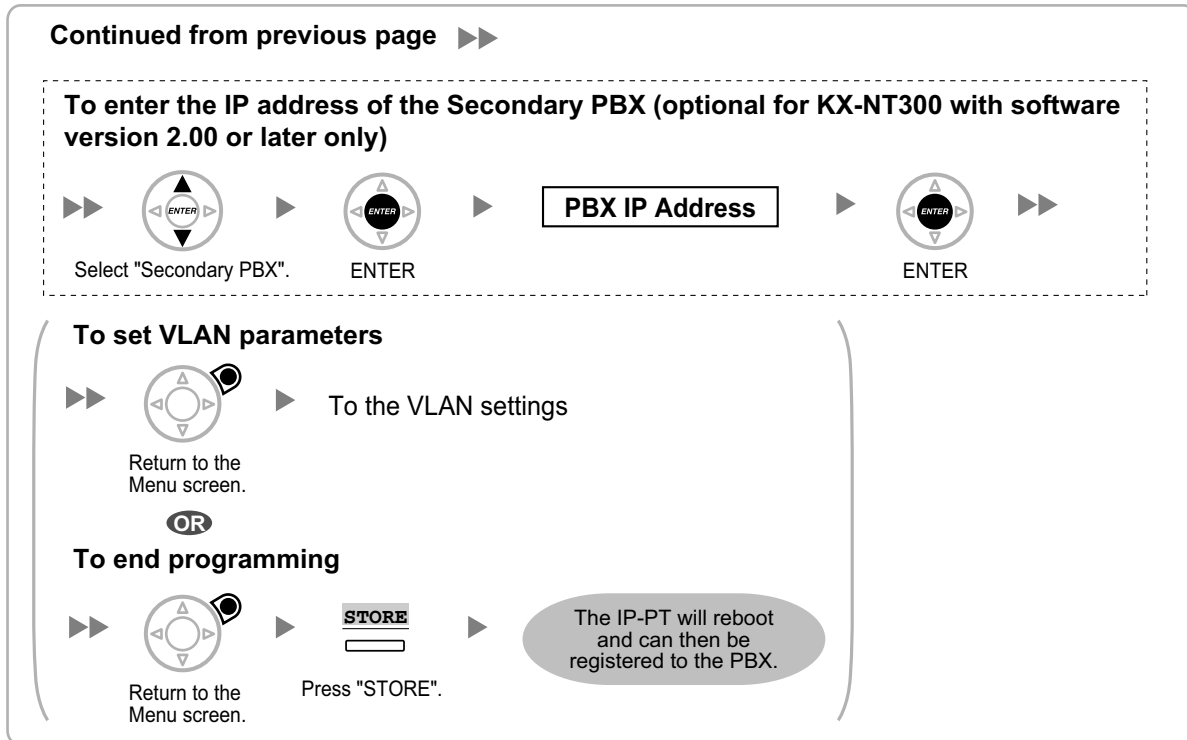 Continued from previous page
To enter the IP address of the Secondary PBX (optional for KX-NT300 with software
version 2.00 or later only)
ENTER
ENTER
PBX IP Address
ENTER
Select "Secondary PBX".
ENTER
ENTER
To set VLAN parameters
To the VLAN settings
Return to the
Menu screen.
OR
To end programming
STORE
The IP-PT will reboot
and can then be
registered to the PBX.
Return to the
Menu screen.
Press "STORE".